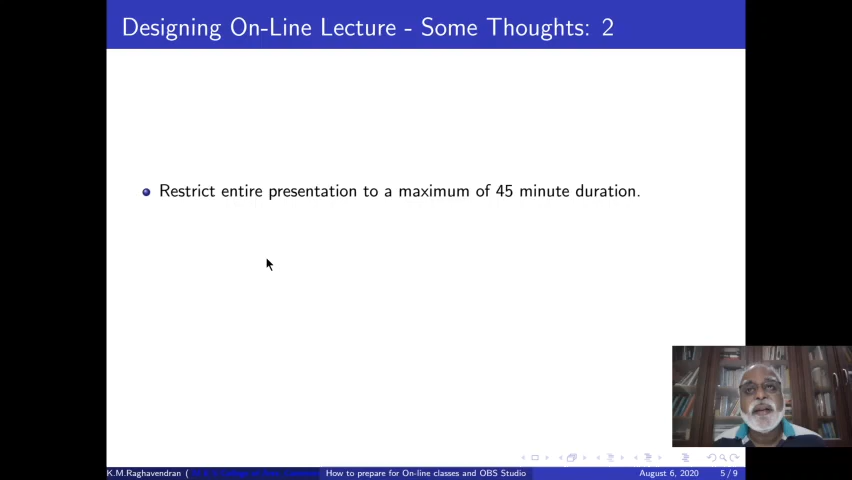 Designing On-Line Lecture - Some Thoughts: 2
Restrict entire presentation to a maximum of 45 minute duration.
K.M.Raghavendran (
How to prepare for On-line classes and OBS Studio
August 6, 2020
5 / 9